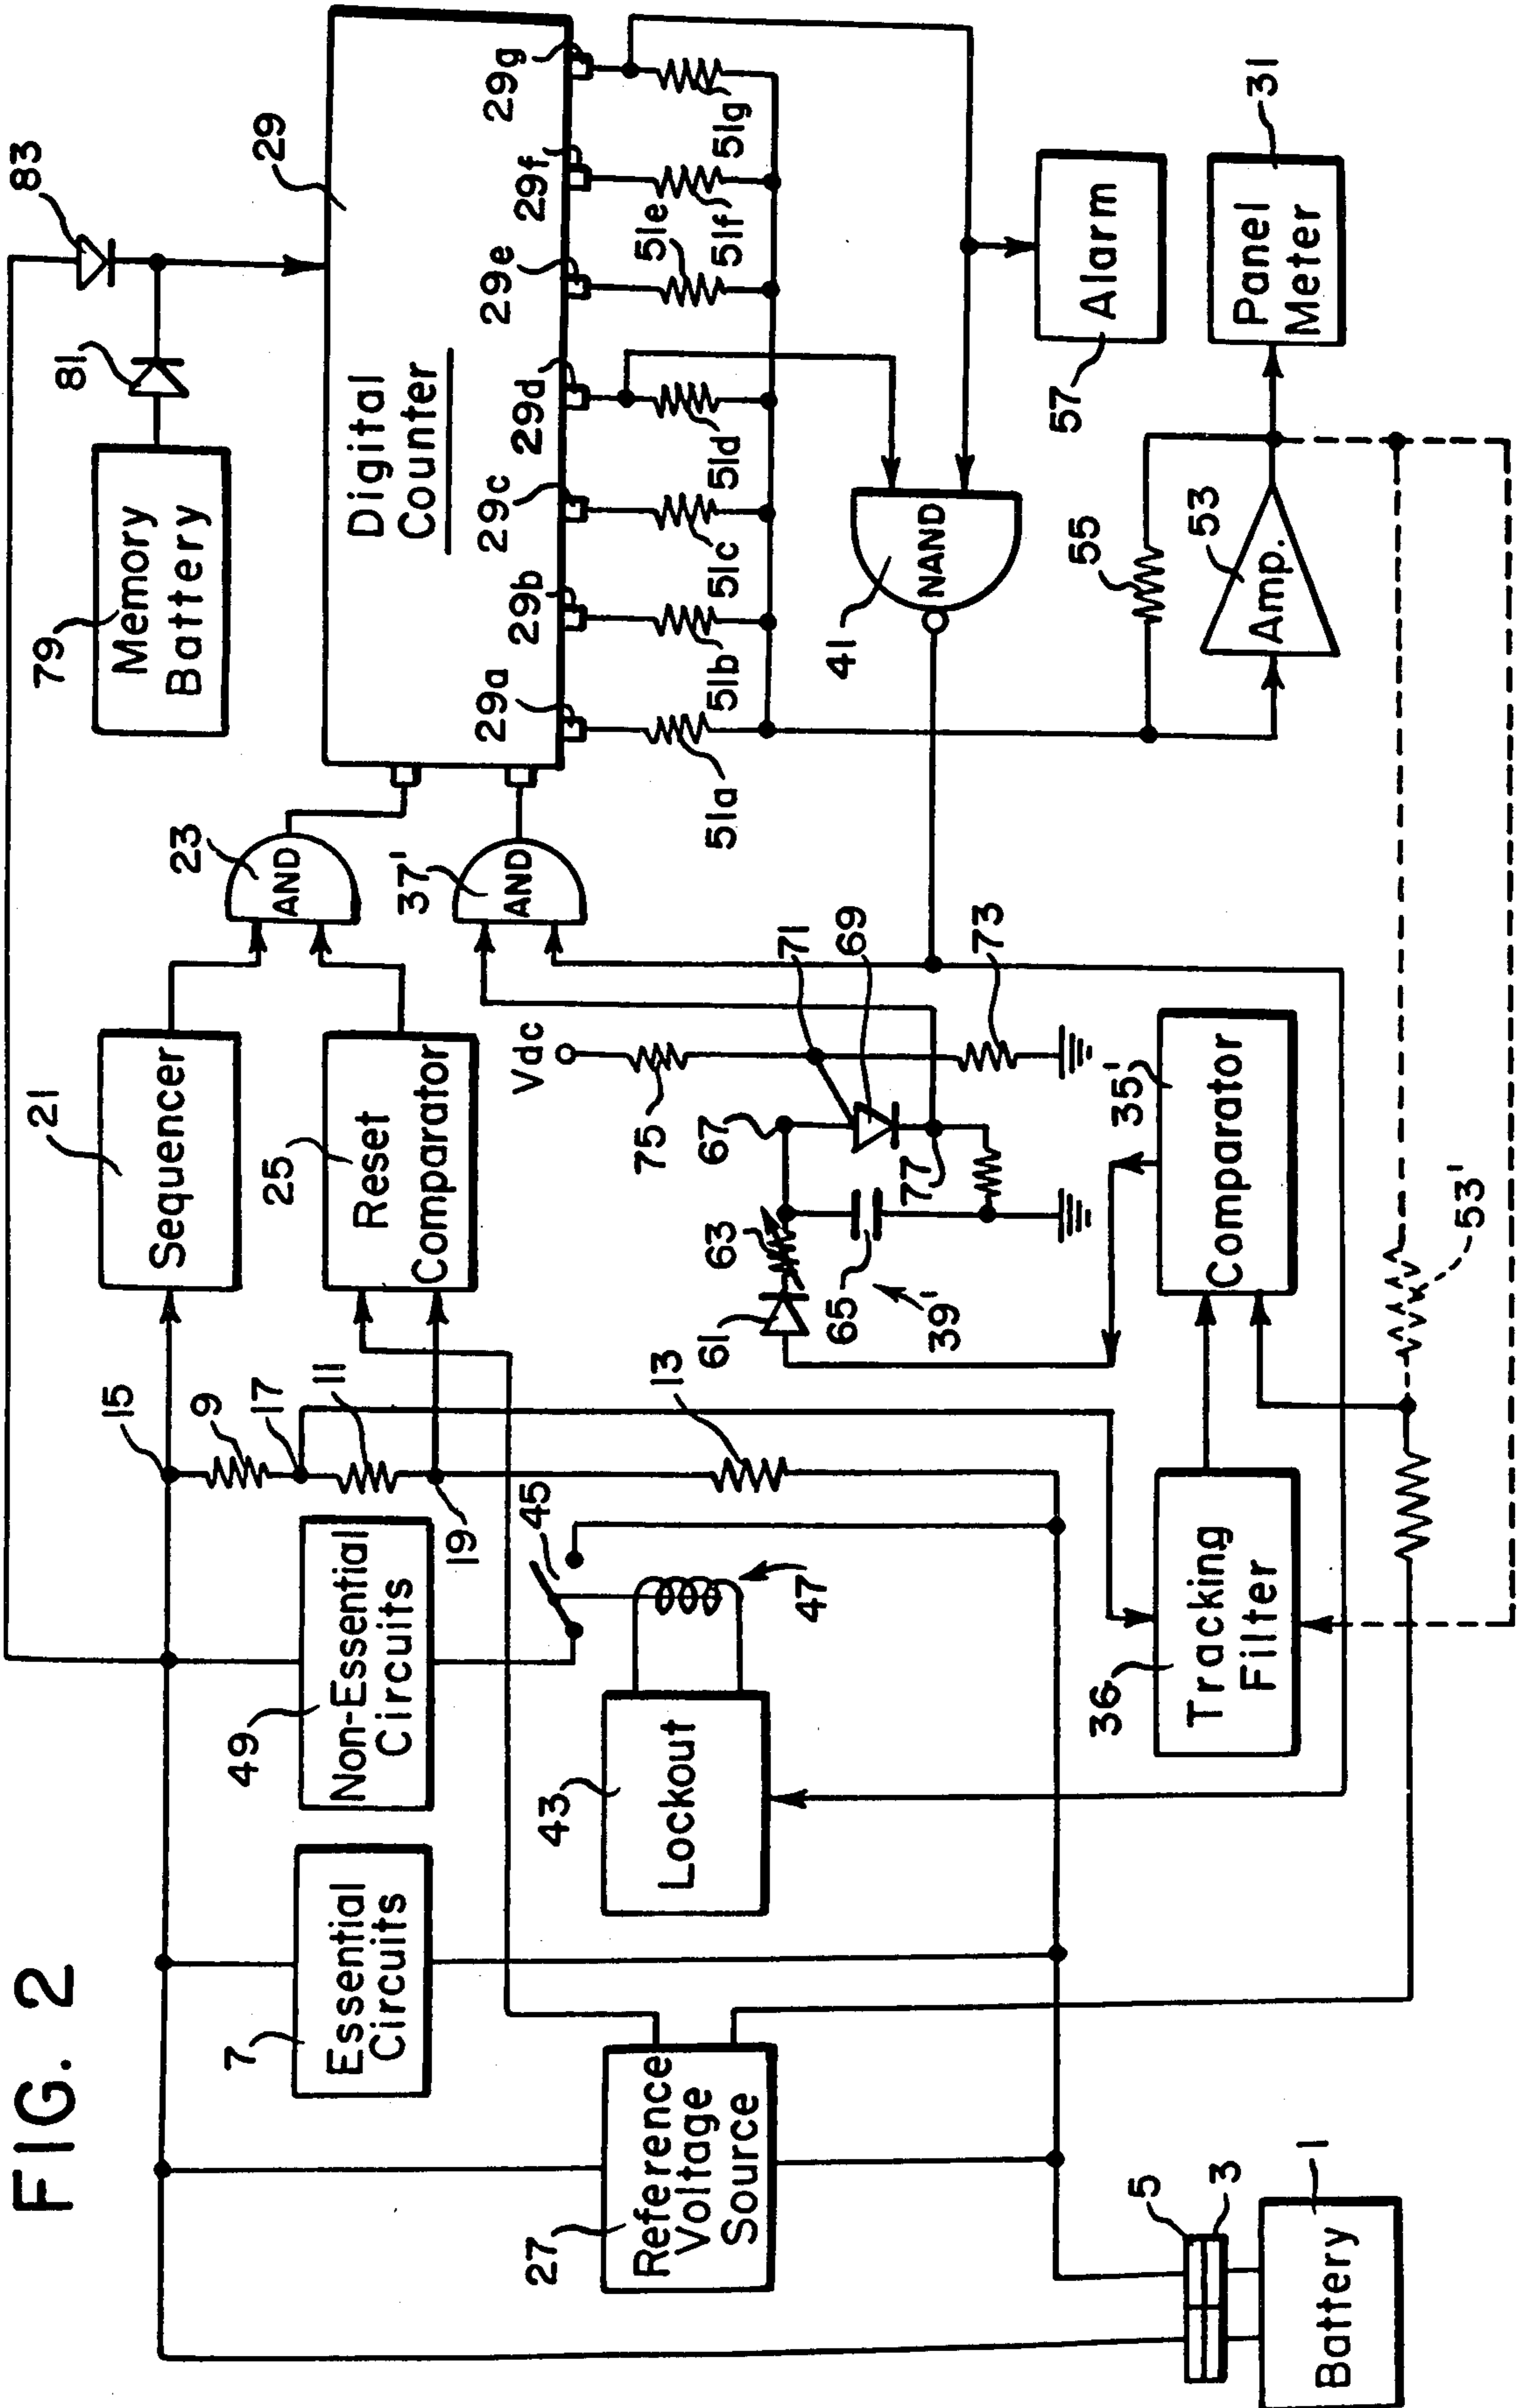 FIG. 2
83
29
81
79
Memory
Battery
Digital
Counter
29a
29b
29c
29d
29e
29f
29g
51a
51b
51c
51d
51e
51f
51g
23
AND
37'
AND
21
Sequencer
25
Reset
Comparator
15
9
17
11
19
13
49
Non-Essential
Circuits
7
Essential
Circuits
45
47
43
Lockout
27
Reference
Voltage
Source
5
3
1
Battery
Vdc
75
71
67
69
73
77
63
61
65
39'
35'
Comparator
36
Tracking
Filter
53'
41
NAND
57
Alarm
55
53
Amp.
31
Panel
Meter